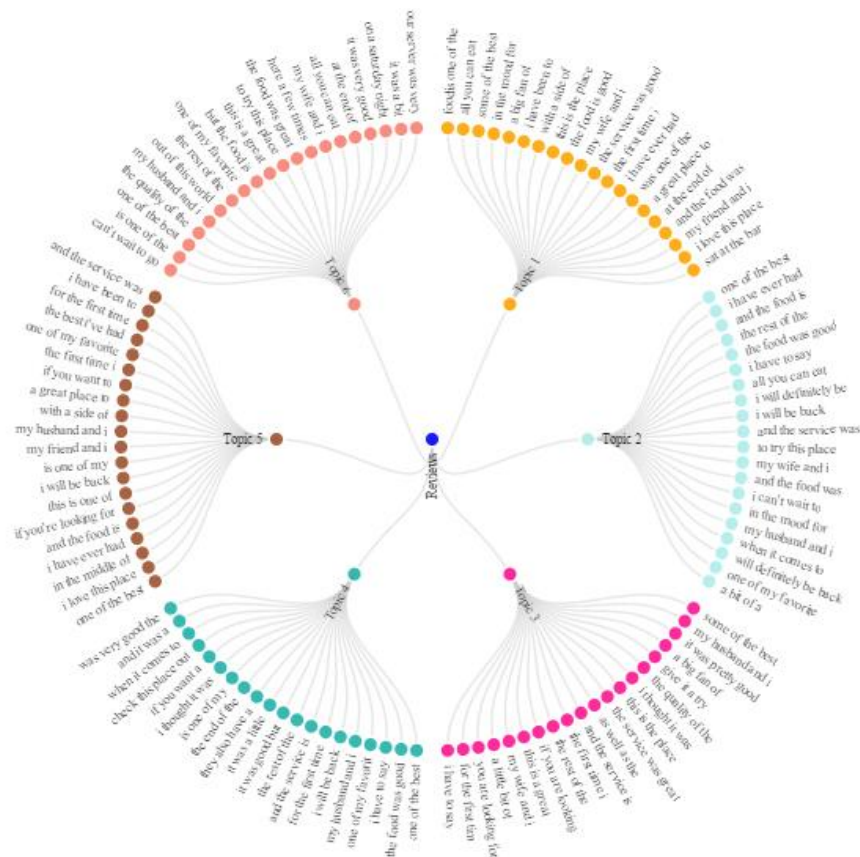 Reviews
Topic 1
foodis one of the
all you can eat
some of the best
in the mood for
a big fan of
i have been to
with a side of
this is the place
the food is good
my wife and i
the service was good
the first time i
i have ever had
was one of the
a great place to
at the end of
and the food was
my friend and i
i love this place
sat at the bar
Topic 2
one of the best
i have ever had
and the food is
the rest of the
the food was good
i have to say
all you can eat
i will definitely be
i will be back
and the service was
to try this place
my wife and i
and the food was
i can't wait to
in the mood for
my husband and i
when it comes to
will definitely be back
one of my favorite
a bit of a
Topic 3
some of the best
my husband and i
it was pretty good
a big fan of
give it a try
the quality of the
i thought it was
this is the place
the service was great
as well as the
the first time i
and the service is
the rest of the
if you are looking
this is a great
my wife and i
a little bit of
you are looking for
for the first tim
i have to say
Topic 4
one of the best
the food was good
i have to say
one of my favorit
my husband and i
i will be back
for the first time
and the service is
the rest of the
it was good but
it was a little
they also have a
the end of the
is one of my
i thought it was
if you want a
check this place out
when it comes to
and it was a
was very good the
Topic 5
one of the best
i love this place
in the middle of
i have ever had
and the food is
if you're looking for
this is one of
i will be back
is one of my
my friend and i
my husband and i
with a side of
a great place to
if you want to
the first time i
one of my favorite
the best i've had
for the first time
i have been to
and the service was
Topic 6
can't wait to go
is one of the
one of the best
the quality of the
my husband and i
out of this world
the rest of the
one of my favorite
but the food is
this is a great
to try this place
the food was great
here a few times
my wife and i
all you can eat
at the end of
it was very good
on a saturday night
it was a bit
our server was very